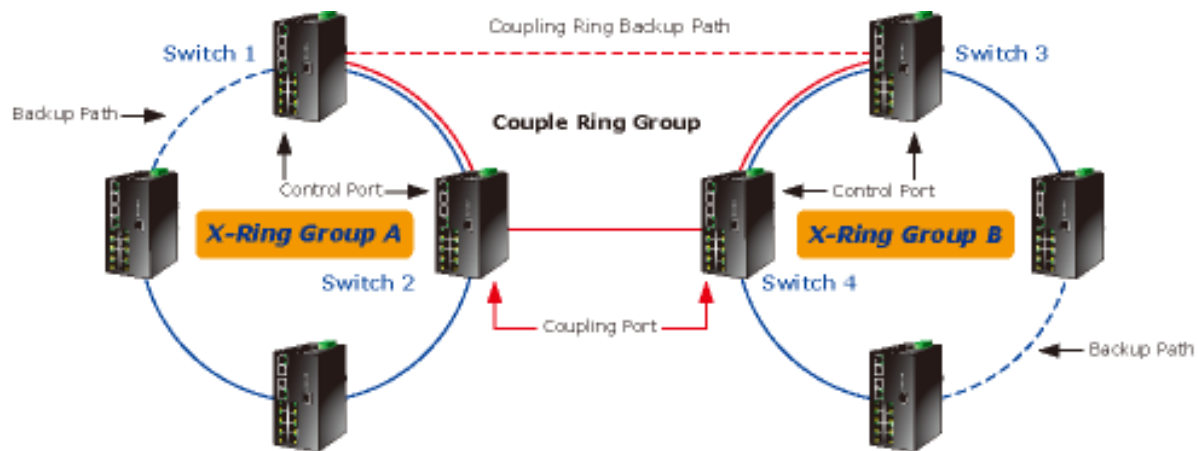 Coupling Ring Backup Path
Switch 1
Switch 3
Backup Path
Couple Ring Group
Control Port
Control Port
X-Ring Group A
X-Ring Group B
Switch 2
Switch 4
Coupling Port
Backup Path